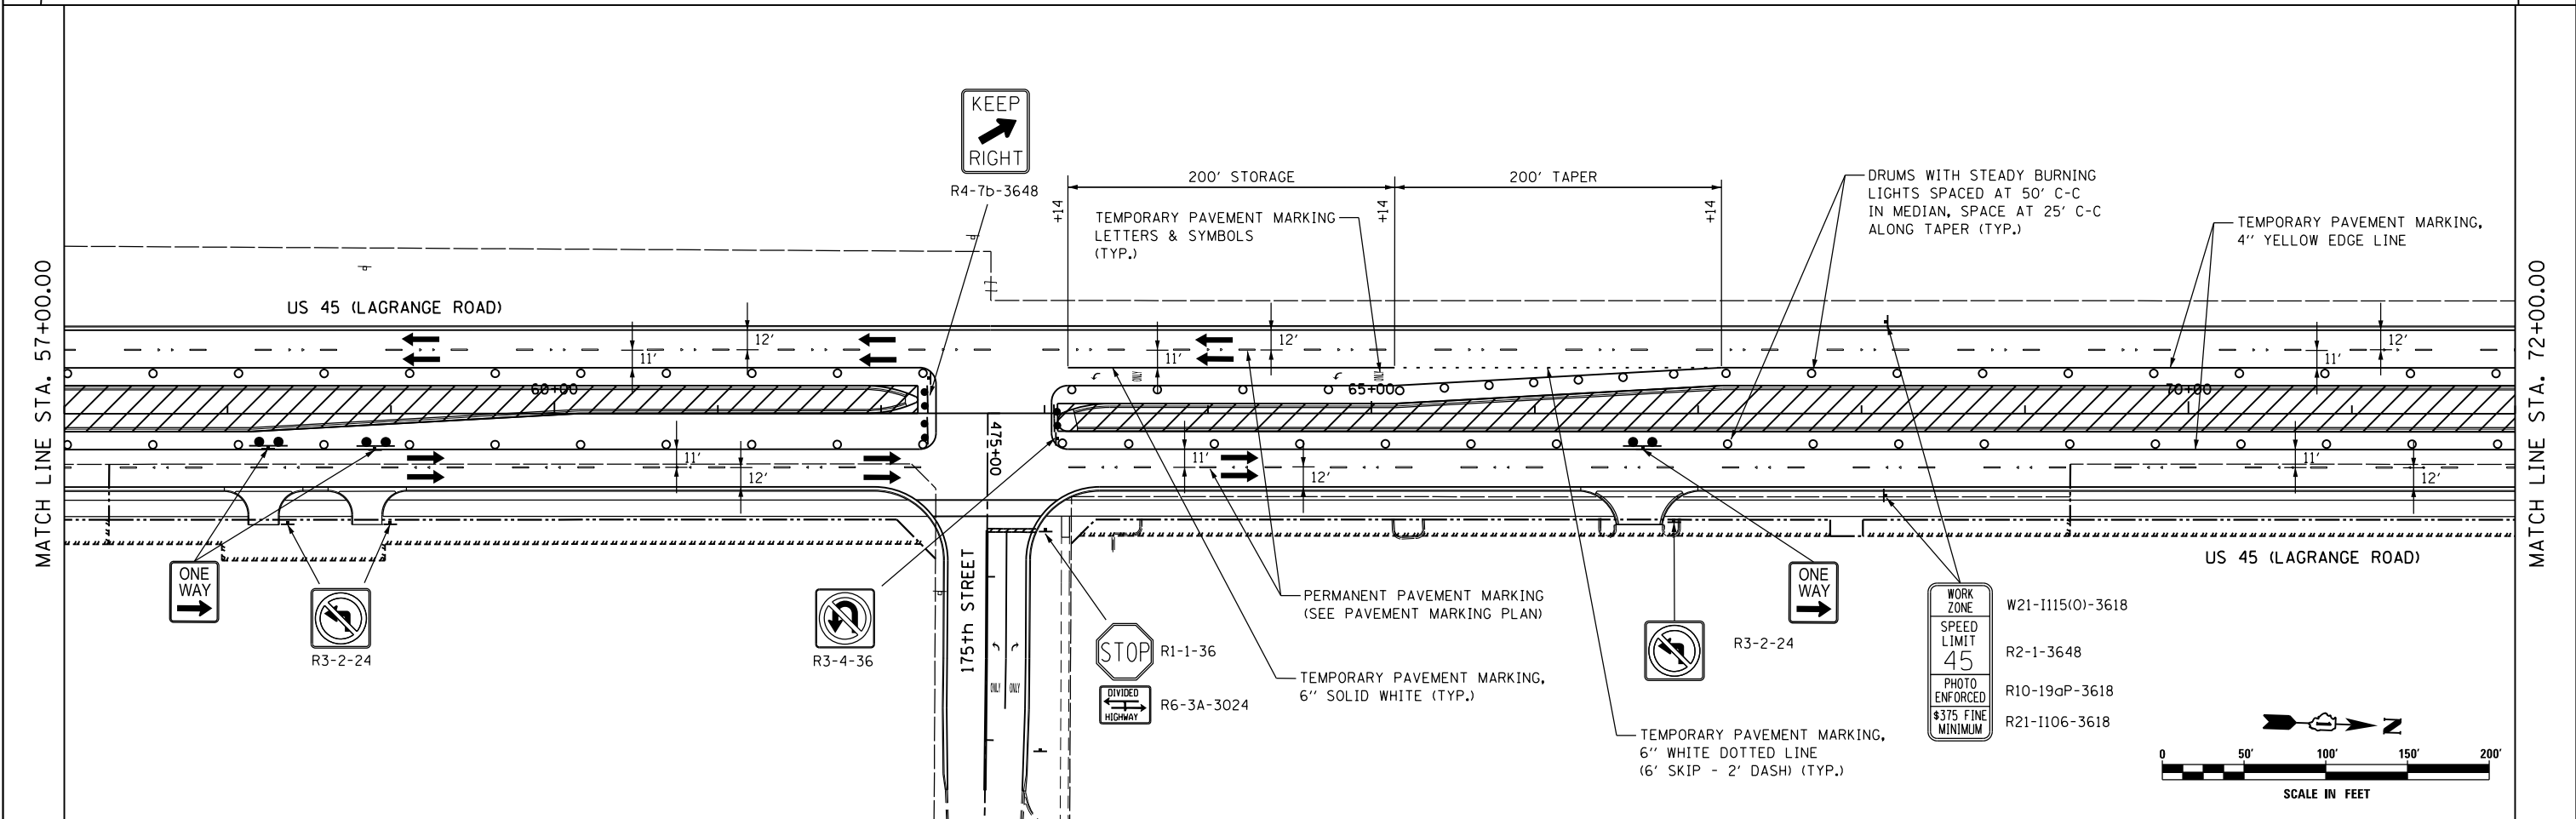 MATCH LINE STA. 57+00.00
KEEP
RIGHT
R4-7b-3648
US 45 (LAGRANGE ROAD)
200' STORAGE
200' TAPER
+14
+14
+14
TEMPORARY PAVEMENT MARKING
LETTERS & SYMBOLS
(TYP.)
DRUMS WITH STEADY BURNING
LIGHTS SPACED AT 50' C-C
IN MEDIAN, SPACE AT 25' C-C
ALONG TAPER (TYP.)
TEMPORARY PAVEMENT MARKING,
4" YELLOW EDGE LINE
MATCH LINE STA. 72+00.00
11'
12'
11'
12'
11'
12'
ONLY
ONLY
60+00
65+00
70+00
475+00
11'
12'
11'
12'
11'
12'
US 45 (LAGRANGE ROAD)
175th STREET
ONLY
ONLY
ONE
WAY
R3-2-24
R3-4-36
STOP
R1-1-36
DIVIDED
HIGHWAY
R6-3A-3024
PERMANENT PAVEMENT MARKING
(SEE PAVEMENT MARKING PLAN)
TEMPORARY PAVEMENT MARKING,
6" SOLID WHITE (TYP.)
TEMPORARY PAVEMENT MARKING,
6" WHITE DOTTED LINE
(6' SKIP - 2' DASH) (TYP.)
R3-2-24
ONE
WAY
WORK
ZONE
W21-I115(O)-3618
SPEED
LIMIT
45
R2-1-3648
PHOTO
ENFORCED
R10-19aP-3618
$375 FINE
MINIMUM
R21-I106-3618
N
0 50' 100' 150' 200'
SCALE IN FEET